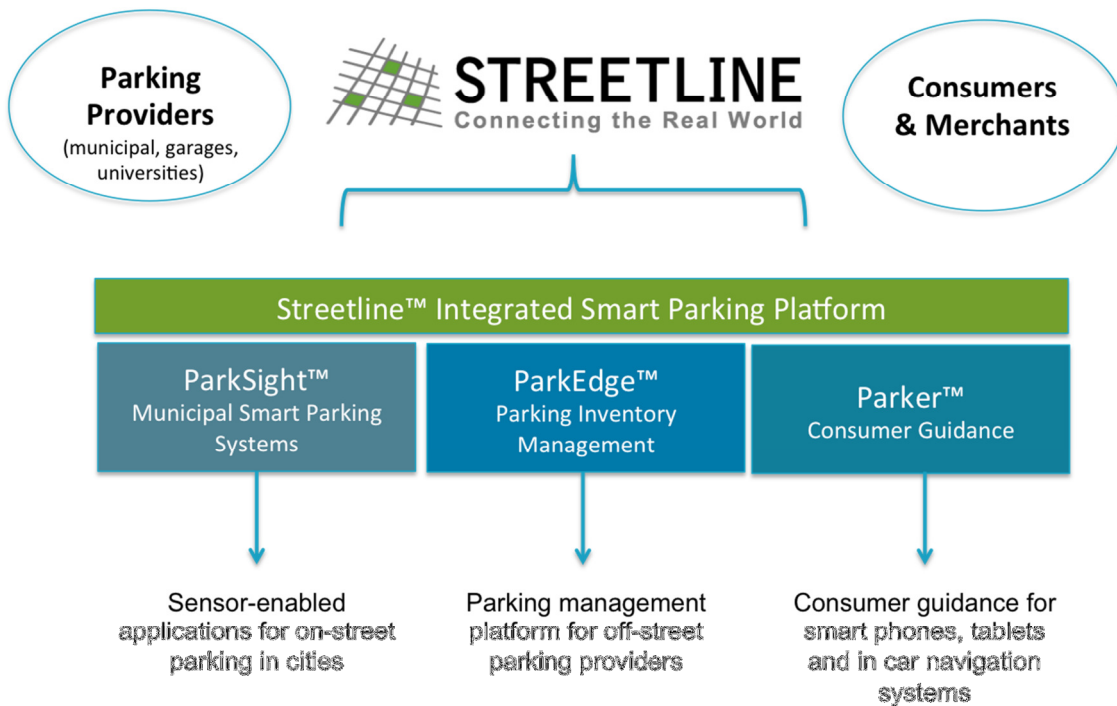 Parking
Providers
(municipal, garages,
universities)
STREETLINE
Connecting the Real World
Consumers
& Merchants
Streetline™ Integrated Smart Parking Platform
ParkSight™
Municipal Smart Parking
Systems
ParkEdge™
Parking Inventory
Management
Parker™
Consumer Guidance
Sensor-enabled
applications for on-street
parking in cities
Parking management
platform for off-street
parking providers
Consumer guidance for
smart phones, tablets
and in car navigation
systems